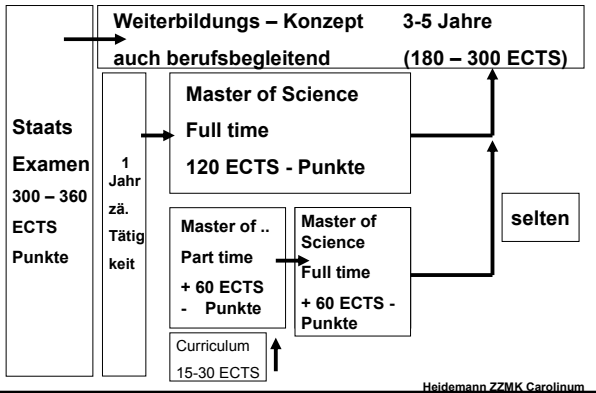 Weiterbildungs – Konzept 3-5 Jahre
auch berufsbegleitend (180 – 300 ECTS)
Staats
Examen
300 – 360
ECTS
Punkte
1
Jahr
zä.
Tätig
keit
Master of Science
Full time
120 ECTS - Punkte
Master of ..
Part time
+ 60 ECTS
- Punkte
Master of
Science
Full time
+ 60 ECTS -
Punkte
selten
Curriculum
15-30 ECTS
Heidemann ZZMK Carolinum